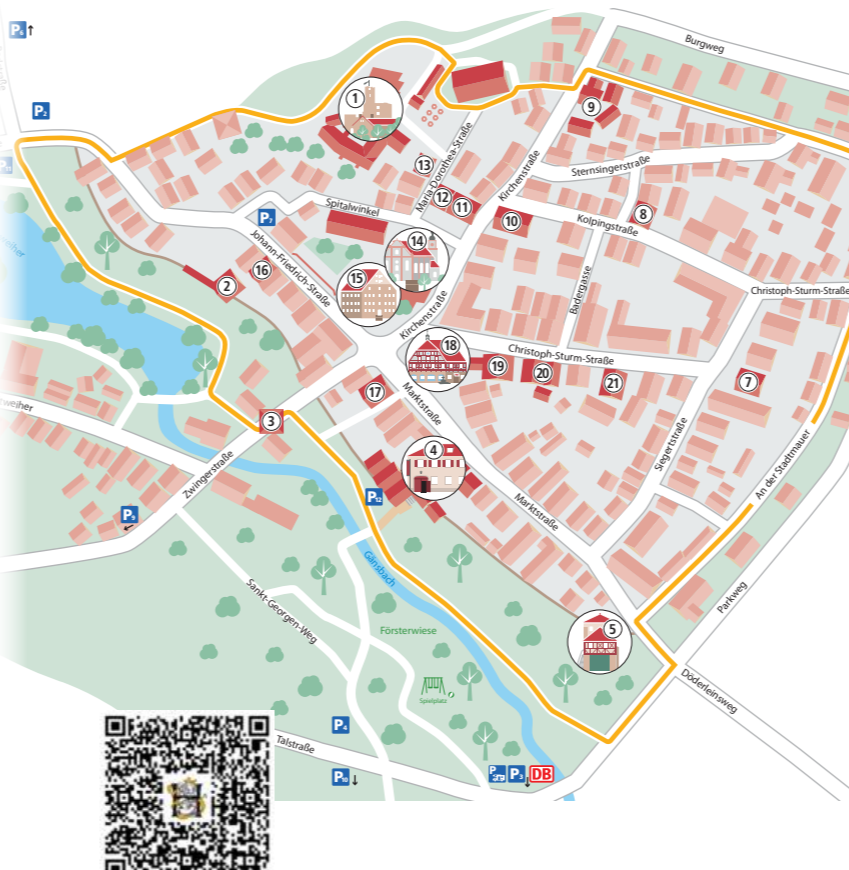 P6
Burgweg
P2
1
9
13
Maria-Dorothea-Straße
Kirchenstraße
Sternsingerstraße
12
11
Spitalwinkel
P7
10
8
Kolpingstraße
14
Johann-Friedrich-Straße
16
2
15
Badergasse
Christoph-Sturm-Straße
Kirchenstraße
18
Christoph-Sturm-Straße
19
20
21
7
17
Marktstraße
3
Siegertstraße
An der Stadtmauer
4
Zwingerstraße
P12
Marktstraße
P9
Gänsbach
Parkweg
Sankt-Georgen-Weg
Försterwiese
5
Döderleinsweg
Spielplatz
P4
Talstraße
P10
P3
DB